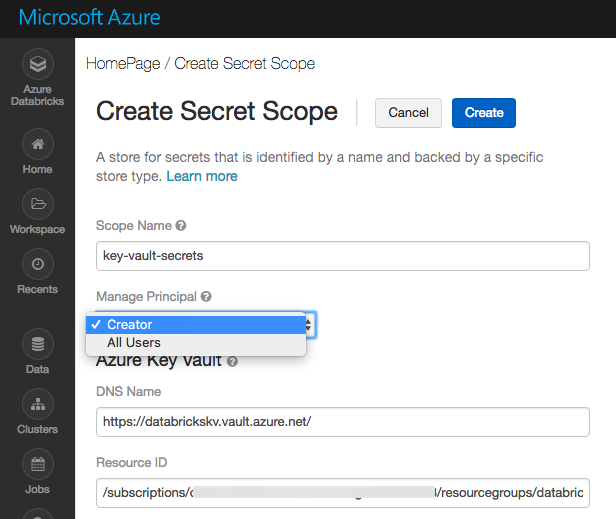 Microsoft Azure
HomePage / Create Secret Scope
Azure
Databricks
Home
Workspace
Recents
Data
Clusters
Jobs
Create Secret Scope
Cancel
Create
A store for secrets that is identified by a name and backed by a specific
store type. Learn more
Scope Name ?
key-vault-secrets
Manage Principal ?
✓ Creator
All Users
Azure Key Vault ?
DNS Name
https://databrickskv.vault.azure.net/
Resource ID
/subscriptions/ /resourcegroups/databric